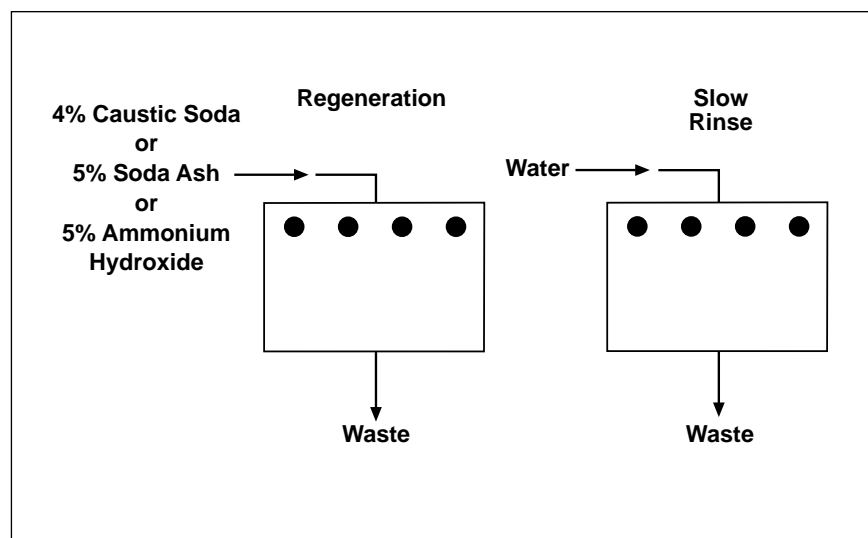 Regeneration
4% Caustic Soda
or
5% Soda Ash
or
5% Ammonium
Hydroxide
Waste
Slow
Rinse
Water
Waste